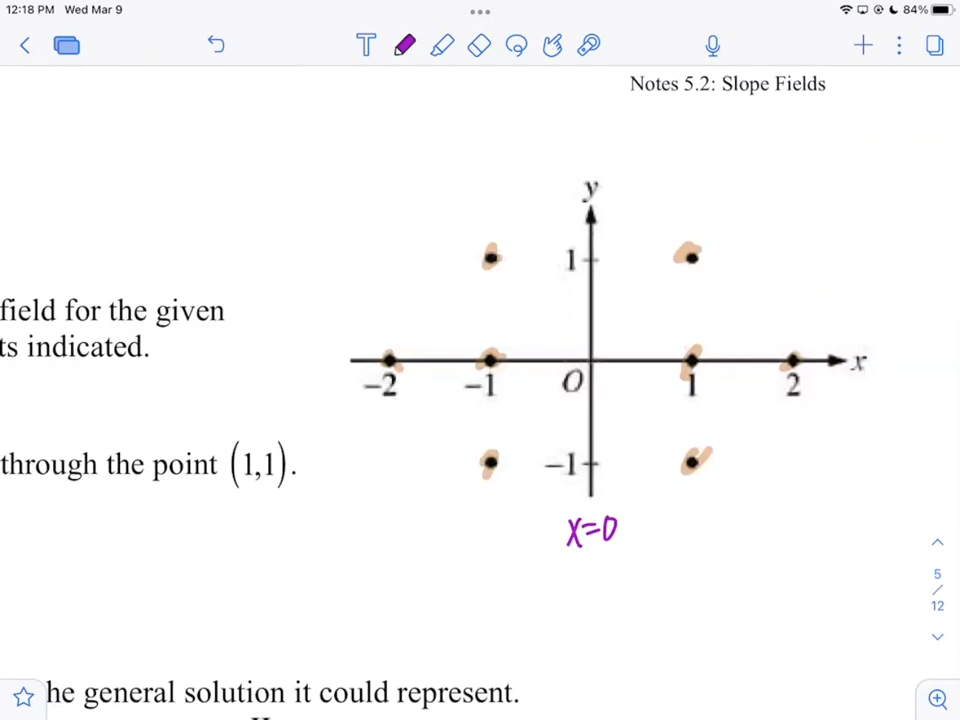 12:18 PM Wed Mar 9
84%
T
Notes 5.2: Slope Fields
y
1
field for the given
ts indicated.
x
-2 -1 O 1 2
through the point (1,1).
-1
x=0
5
/
12
he general solution it could represent.